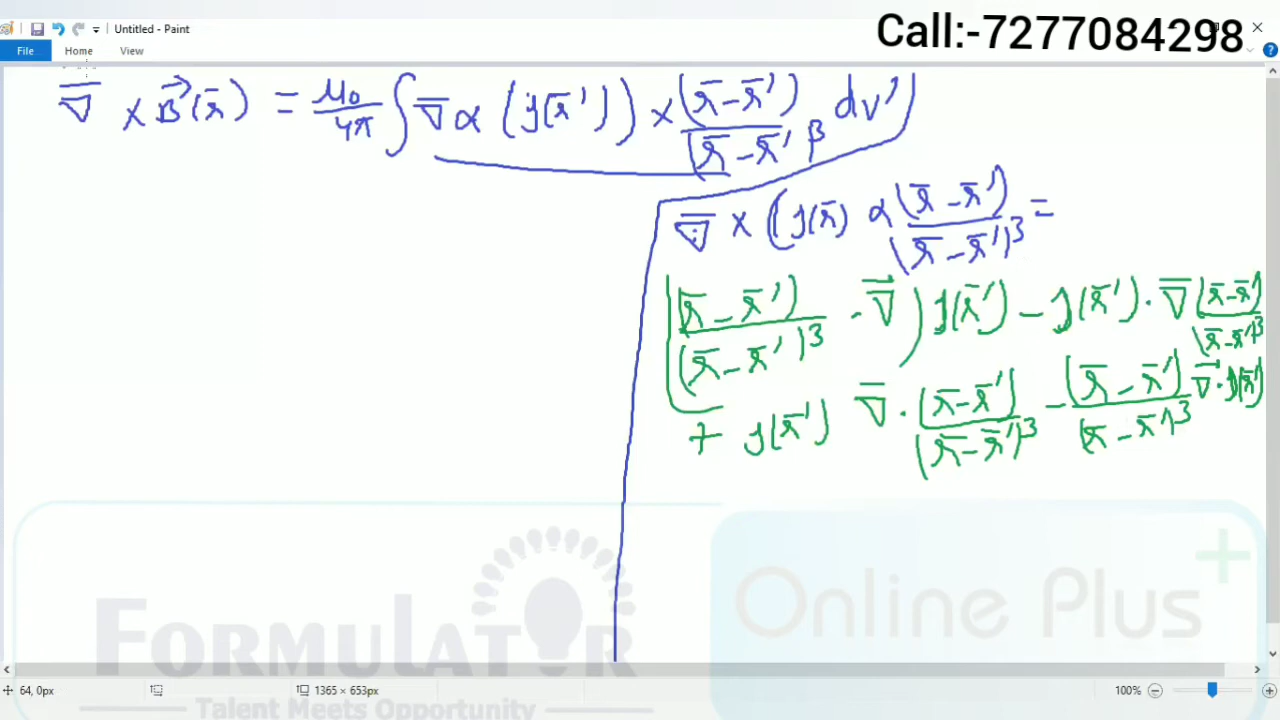 Untitled - Paint
Call:-7277084298
File Home View
∇̅ × B⃗(r̅) = μ0/4π ∫ ∇̅ α (J(r̅')) × (r̅-r̅')/(r̅-r̅'β dv'
∇̅ × (J(r̅) α (r̅-r̅')/(r̅-r̅')3 =
((r̅-r̅')/(r̅-r̅')3 - ∇⃗) J(r̅') - J(r̅')·∇̅ (r̅-r̅')/(r̅-r̅')3
+ J(r̅') ∇̅·(r̅-r̅')/(r̅-r̅')3 - (r̅-r̅')/(r̅-r̅')3 ∇⃗·J(r̅')
FORMULATOR
Talent Meets Opportunity
Online Plus+
64, 0px 1365 × 653px 100%